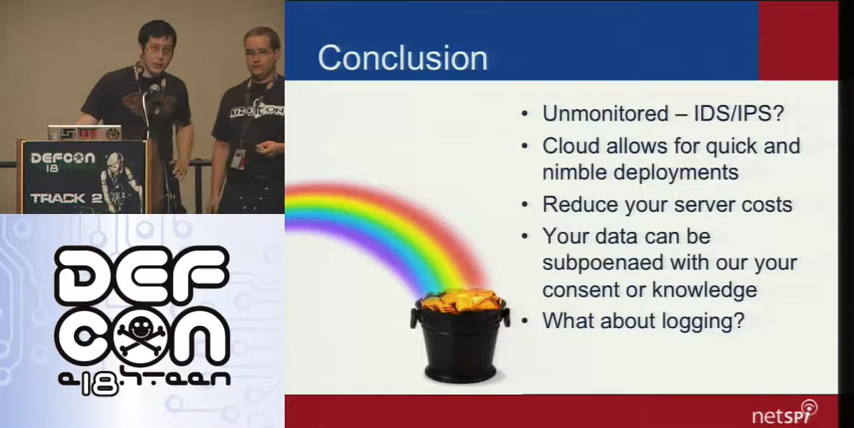 Conclusion
• Unmonitored – IDS/IPS?
• Cloud allows for quick and
nimble deployments
• Reduce your server costs
• Your data can be
subpoenaed with our your
consent or knowledge
• What about logging?
netSPI
DEFCON
18
TRACK 2
DEF
CON
e18hteen